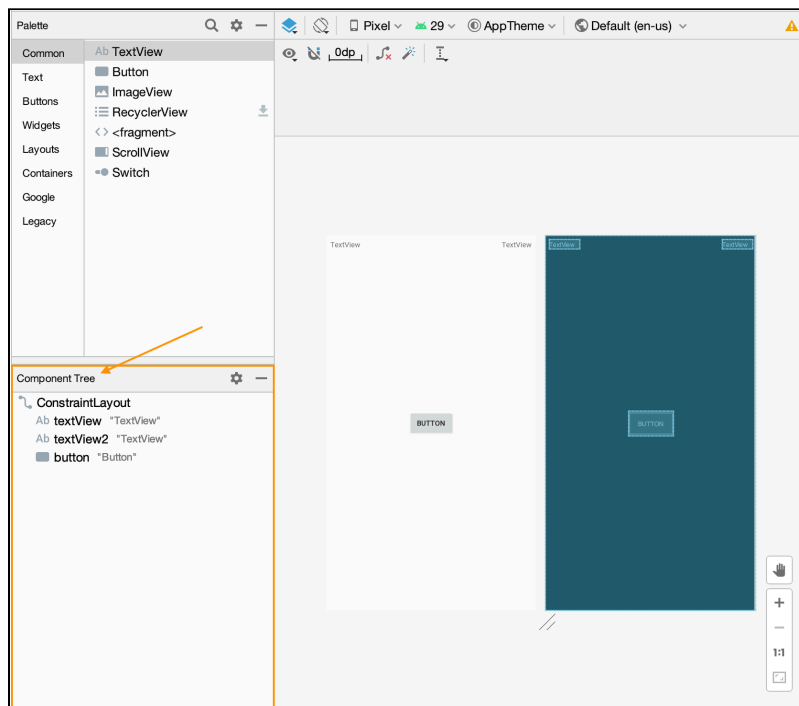 Palette
Pixel
29
AppTheme
Default (en-us)
Common
Text
Buttons
Widgets
Layouts
Containers
Google
Legacy
Ab TextView
Button
ImageView
RecyclerView
<> <fragment>
ScrollView
Switch
0dp
Component Tree
ConstraintLayout
Ab textView "TextView"
Ab textView2 "TextView"
button "Button"
TextView TextView
BUTTON
TextView TextView
BUTTON
1:1